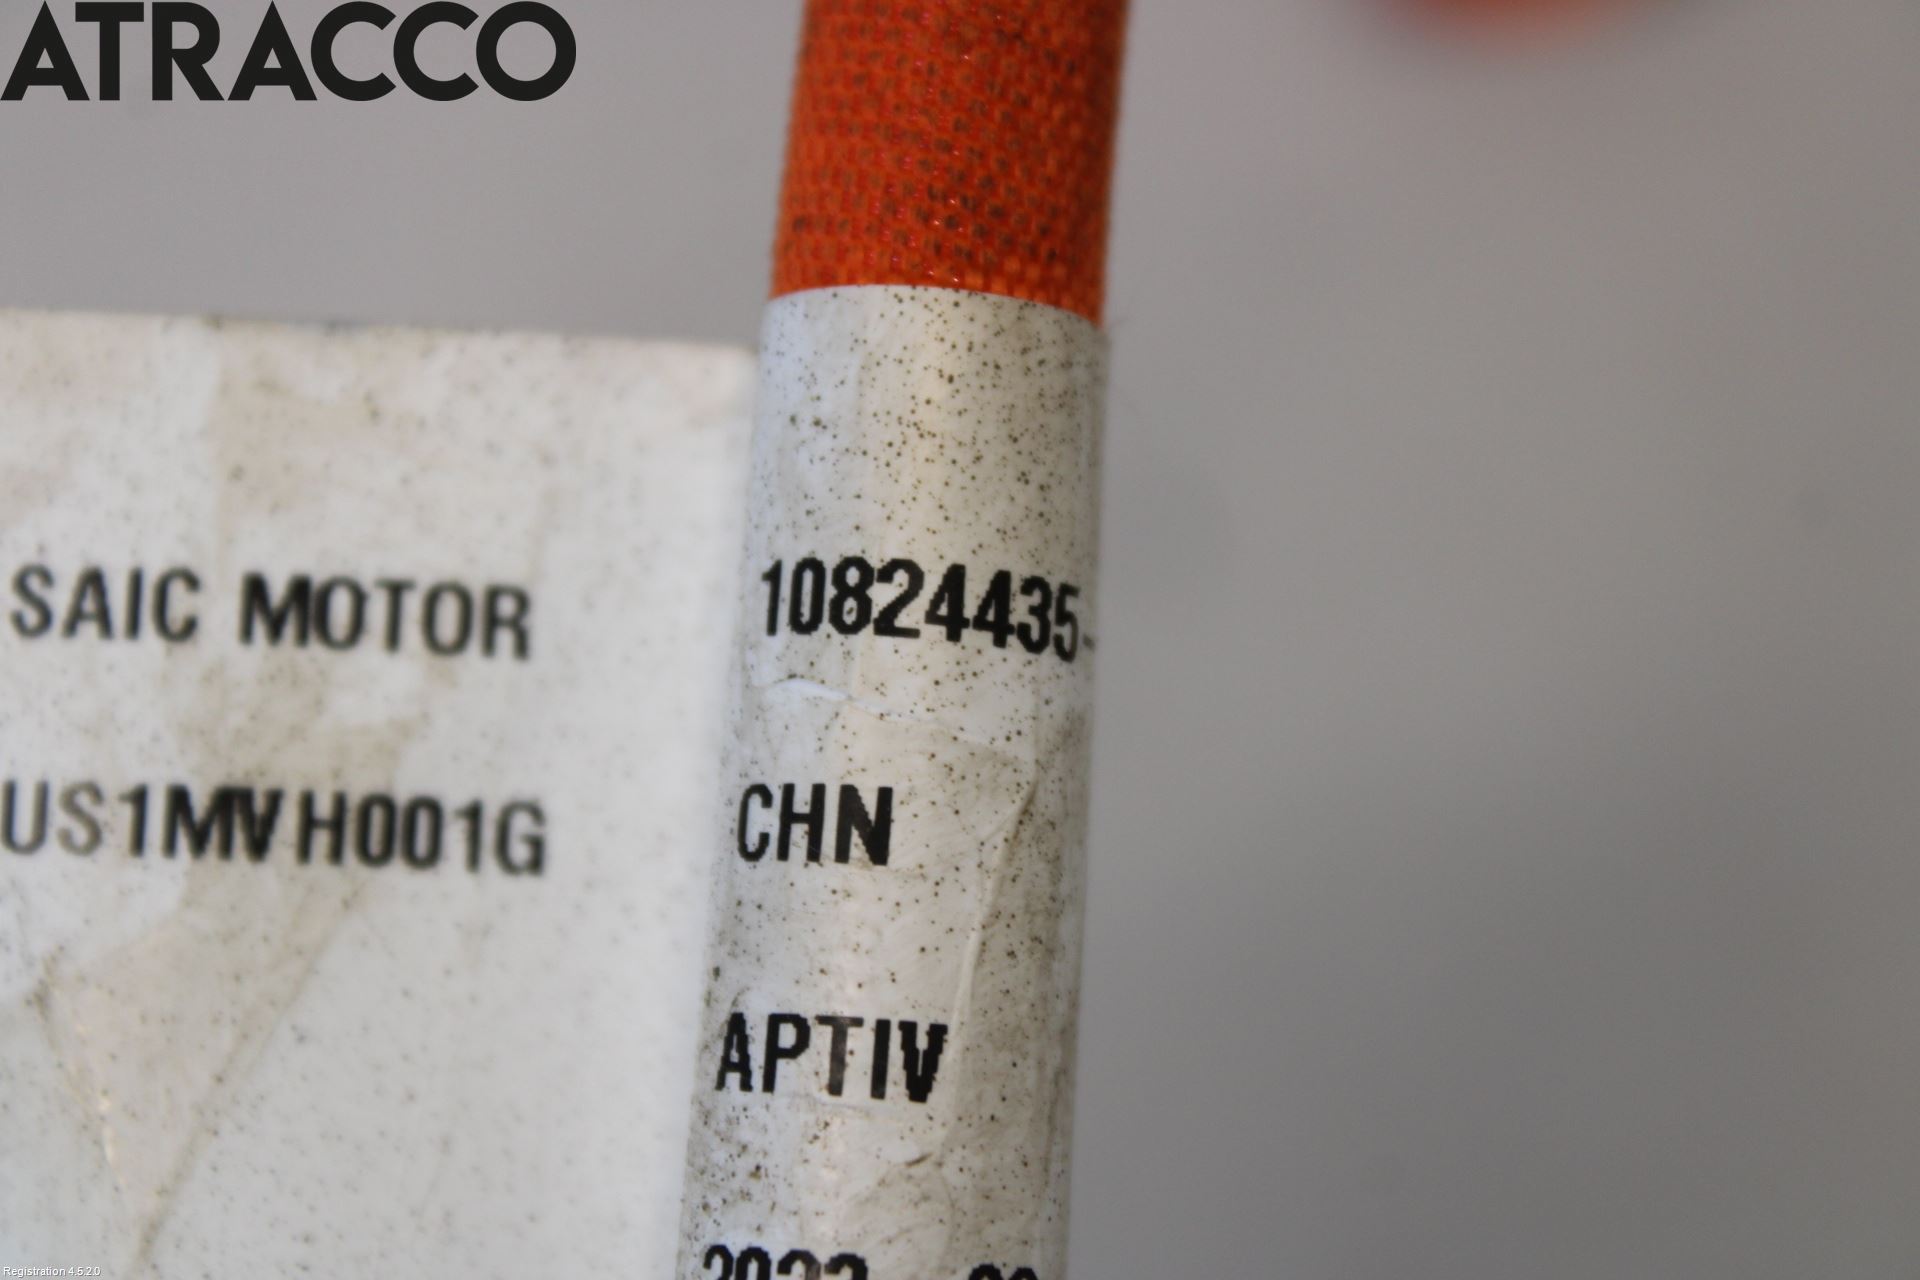 ATRACCO
SAIC MOTOR
US1MVH001G
10824435-
CHN
APTIV
Registration 4.5.2.0